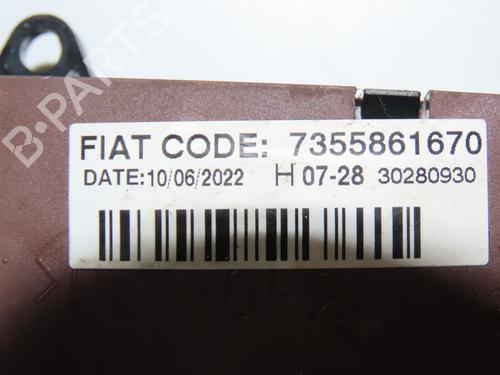 FIAT CODE: 7355861670
DATE:10/06/2022 H 07-28 30280930
B-PARTS